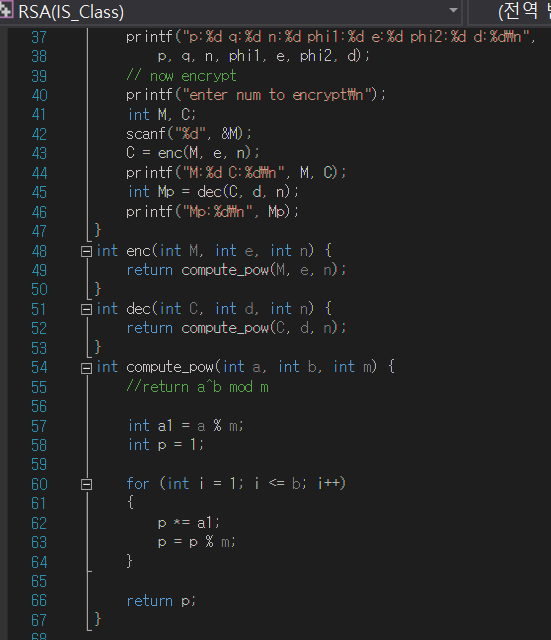 RSA(IS_Class) (전역 범
37 printf("p:%d q:%d n:%d phi1:%d e:%d phi2:%d d:%d₩n",
38 p, q, n, phi1, e, phi2, d);
39 // now encrypt
40 printf("enter num to encrypt₩n");
41 int M, C;
42 scanf("%d", &M);
43 C = enc(M, e, n);
44 printf("M:%d C:%d₩n", M, C);
45 int Mp = dec(C, d, n);
46 printf("Mp:%d₩n", Mp);
47 }
48 int enc(int M, int e, int n) {
49 return compute_pow(M, e, n);
50 }
51 int dec(int C, int d, int n) {
52 return compute_pow(C, d, n);
53 }
54 int compute_pow(int a, int b, int m) {
55 //return a^b mod m
56
57 int a1 = a % m;
58 int p = 1;
59
60 for (int i = 1; i <= b; i++)
61 {
62 p *= a1;
63 p = p % m;
64 }
65
66 return p;
67 }
68